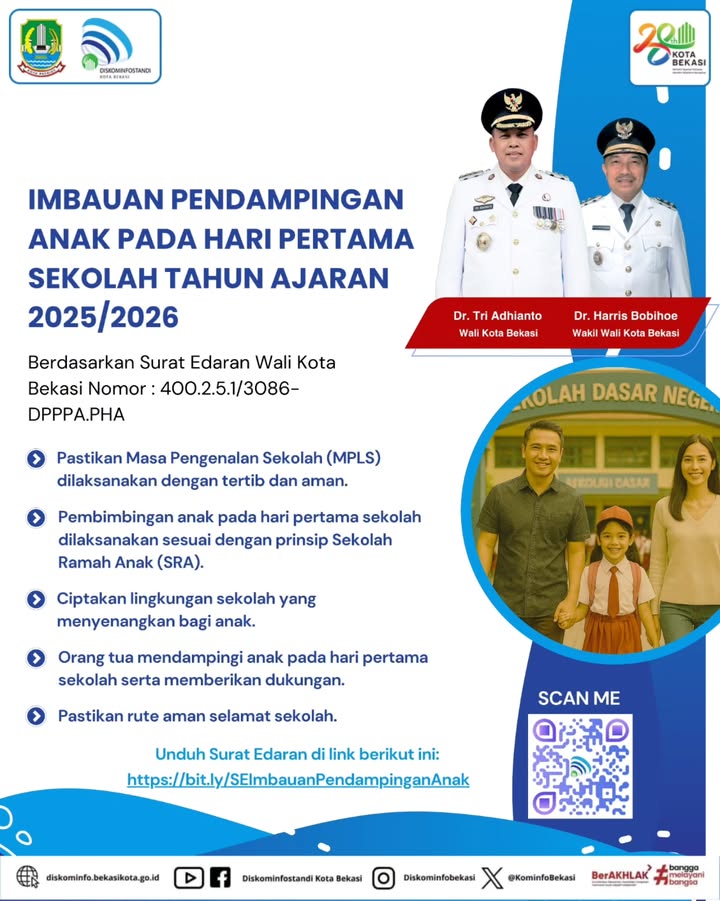 DISKOMINFOSTANDI
KOTA BEKASI
28th
KOTA
BEKASI
IMBAUAN PENDAMPINGAN
ANAK PADA HARI PERTAMA
SEKOLAH TAHUN AJARAN
2025/2026
Dr. Tri Adhianto
Wali Kota Bekasi
Dr. Harris Bobihoe
Wakil Wali Kota Bekasi
Berdasarkan Surat Edaran Wali Kota
Bekasi Nomor : 400.2.5.1/3086-
DPPPA.PHA
SEKOLAH DASAR NEGE
SEKOLAH DASAR
Pastikan Masa Pengenalan Sekolah (MPLS)
dilaksanakan dengan tertib dan aman.
Pembimbingan anak pada hari pertama sekolah
dilaksanakan sesuai dengan prinsip Sekolah
Ramah Anak (SRA).
Ciptakan lingkungan sekolah yang
menyenangkan bagi anak.
Orang tua mendampingi anak pada hari pertama
sekolah serta memberikan dukungan.
Pastikan rute aman selamat sekolah.
SCAN ME
Unduh Surat Edaran di link berikut ini:
https://bit.ly/SEImbauanPendampinganAnak
diskominfo.bekasikota.go.id
Diskominfostandi Kota Bekasi
Diskominfobekasi
@KominfoBekasi
BerAKHLAK
#bangga
melayani
bangsa